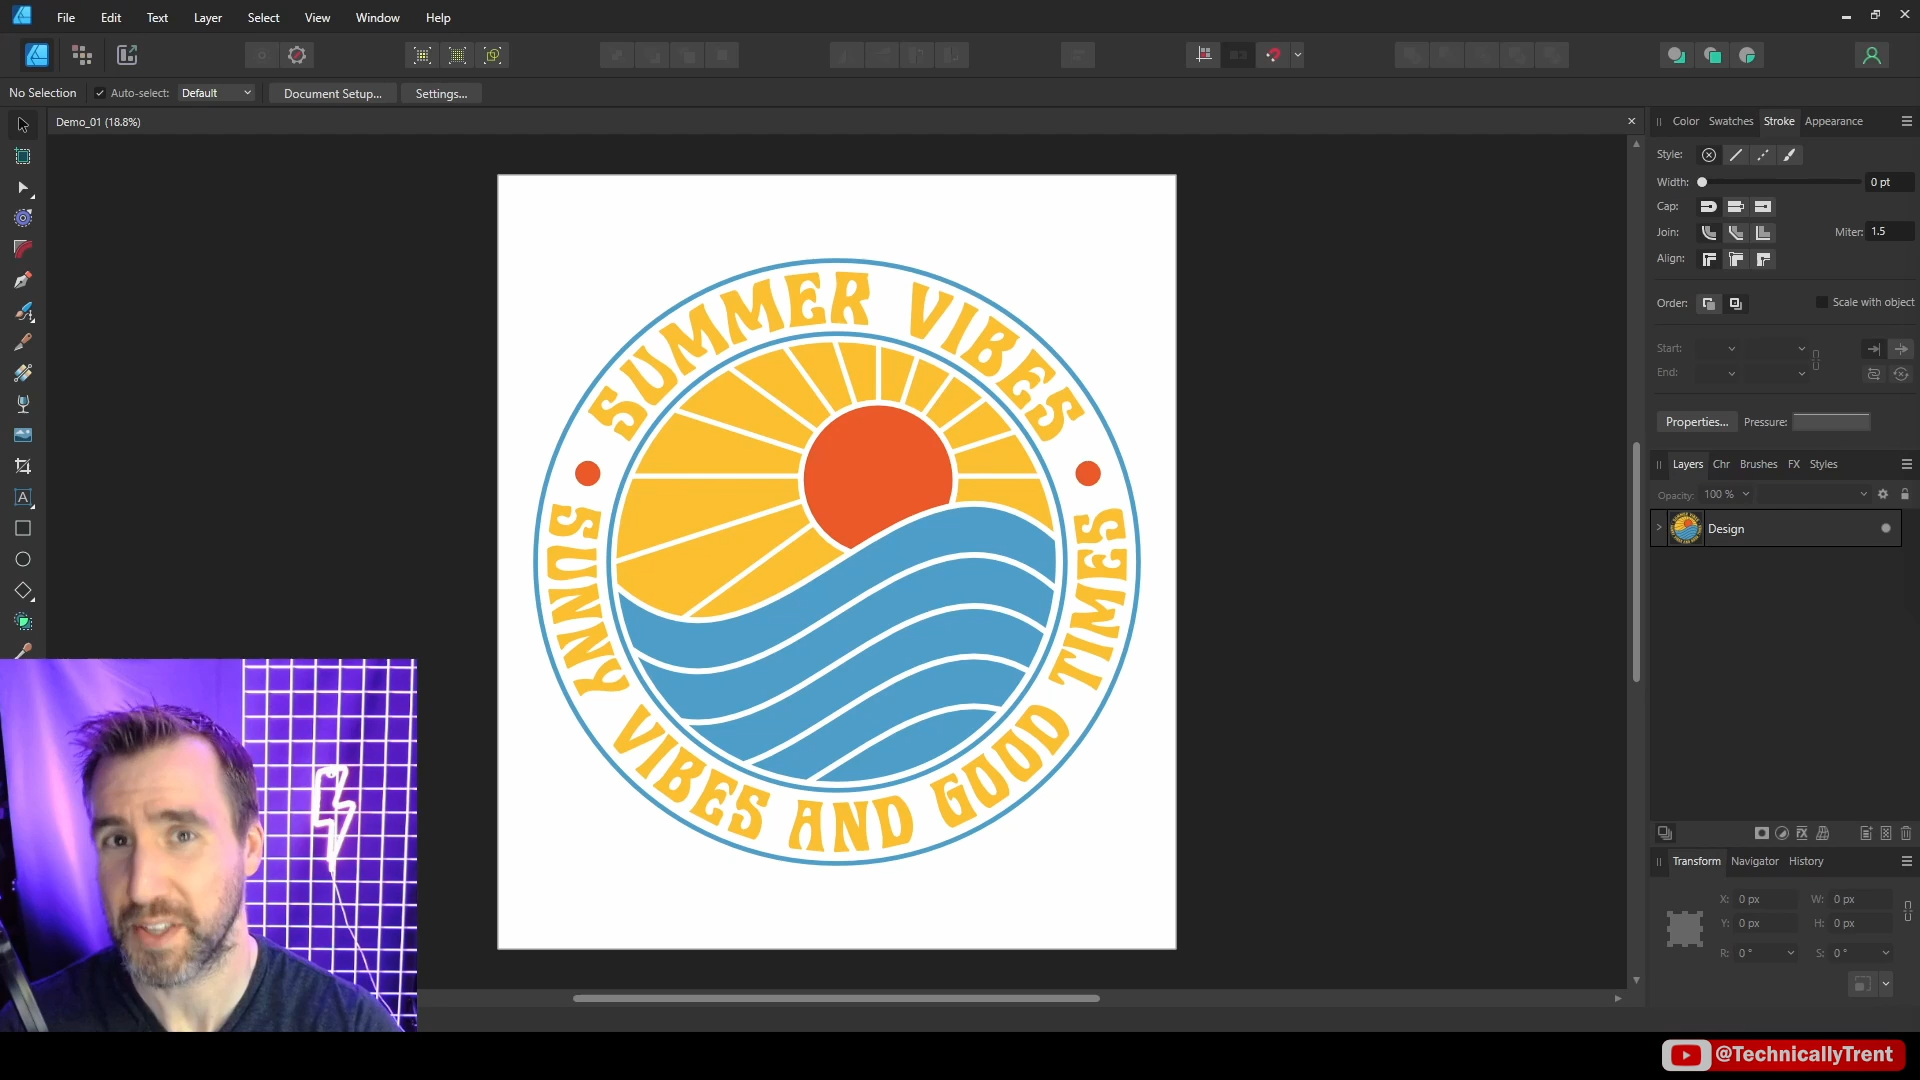 File Edit Text Layer Select View Window Help
No Selection Auto-select: Default Document Setup... Settings...
Demo_01 (18.8%)
SUMMER VIBES
SUNNY VIBES AND GOOD TIMES
Color Swatches Stroke Appearance
Style:
Width: 0 pt
Cap:
Join: Miter: 1.5
Align:
Order: Scale with object
Start:
End:
Properties... Pressure:
Layers Chr Brushes FX Styles
Opacity: 100 %
Design
Transform Navigator History
X: 0 px W: 0 px
Y: 0 px H: 0 px
R: 0 ° S: 0 °
@TechnicallyTrent